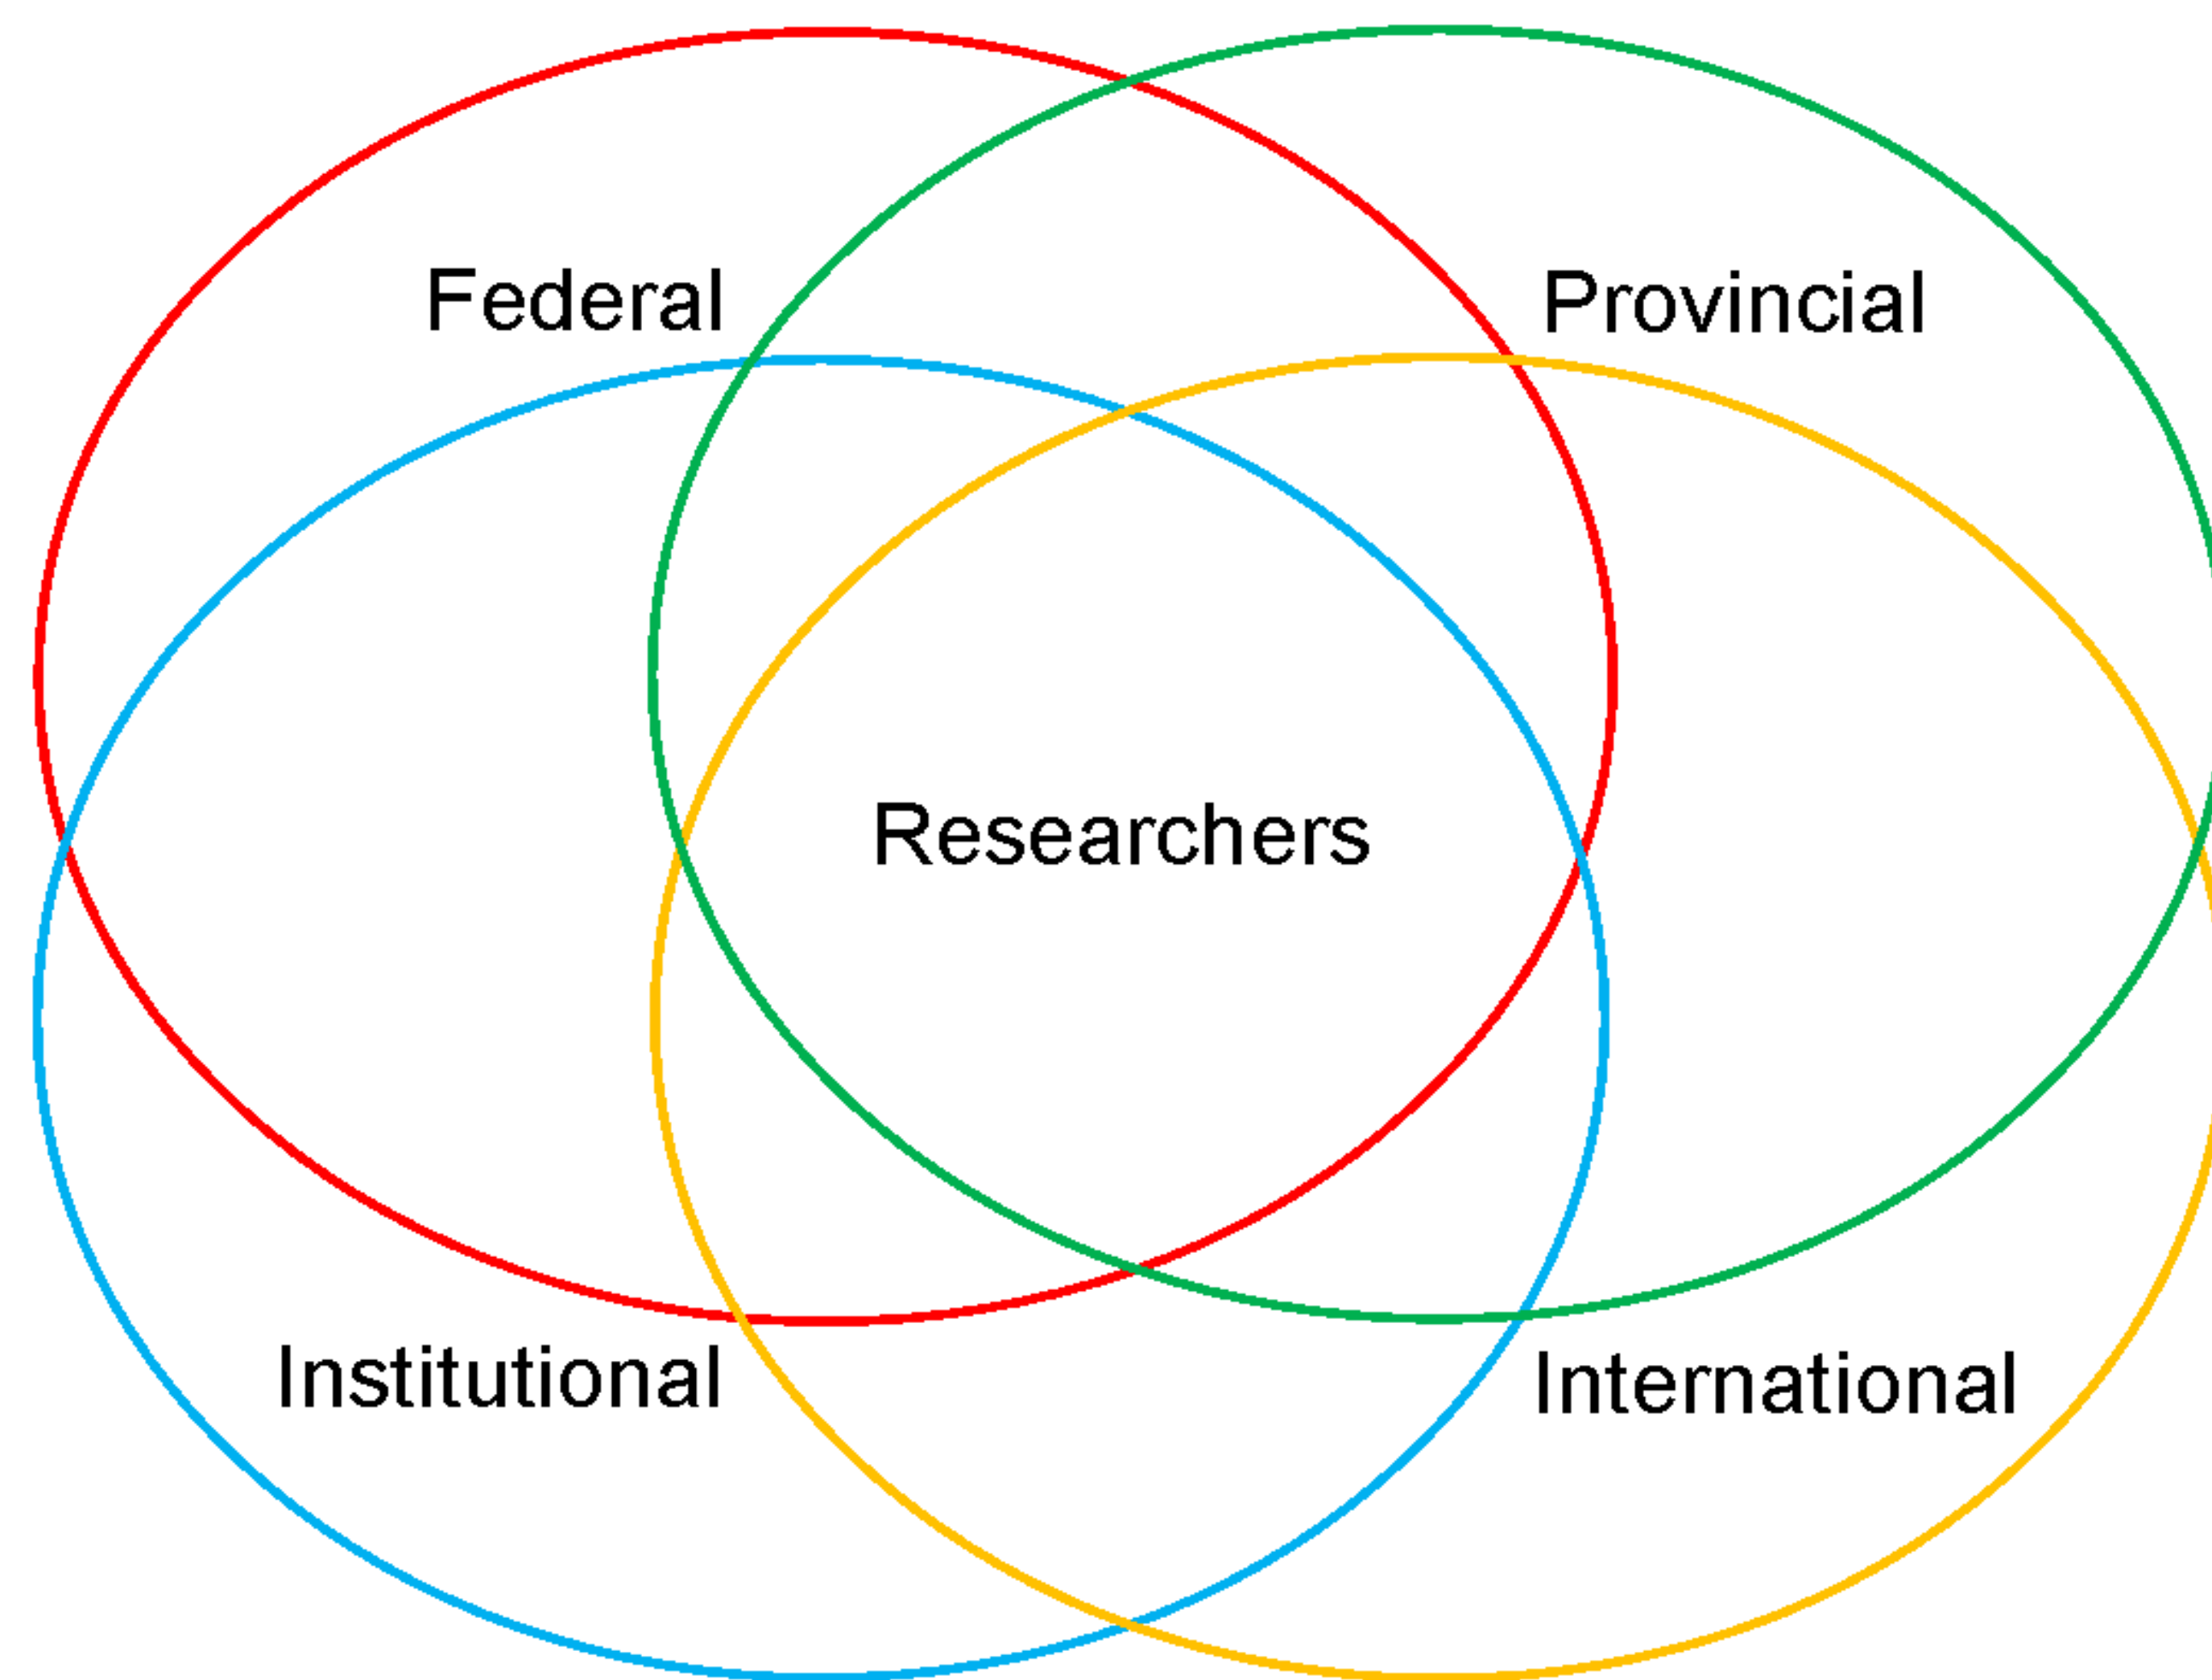 Federal
Provincial
Researchers
Institutional
International